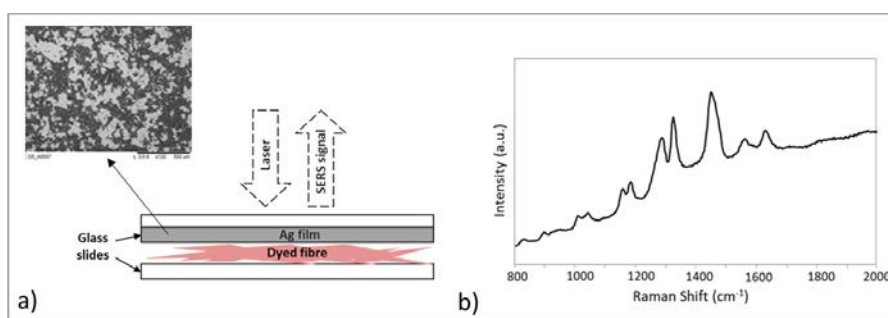 Laser
SERS signal
Glass
slides
Ag film
Dyed fibre
a)
Intensity (a.u.)
800
1000
1200
1400
1600
1800
2000
Raman Shift (cm⁻¹)
b)